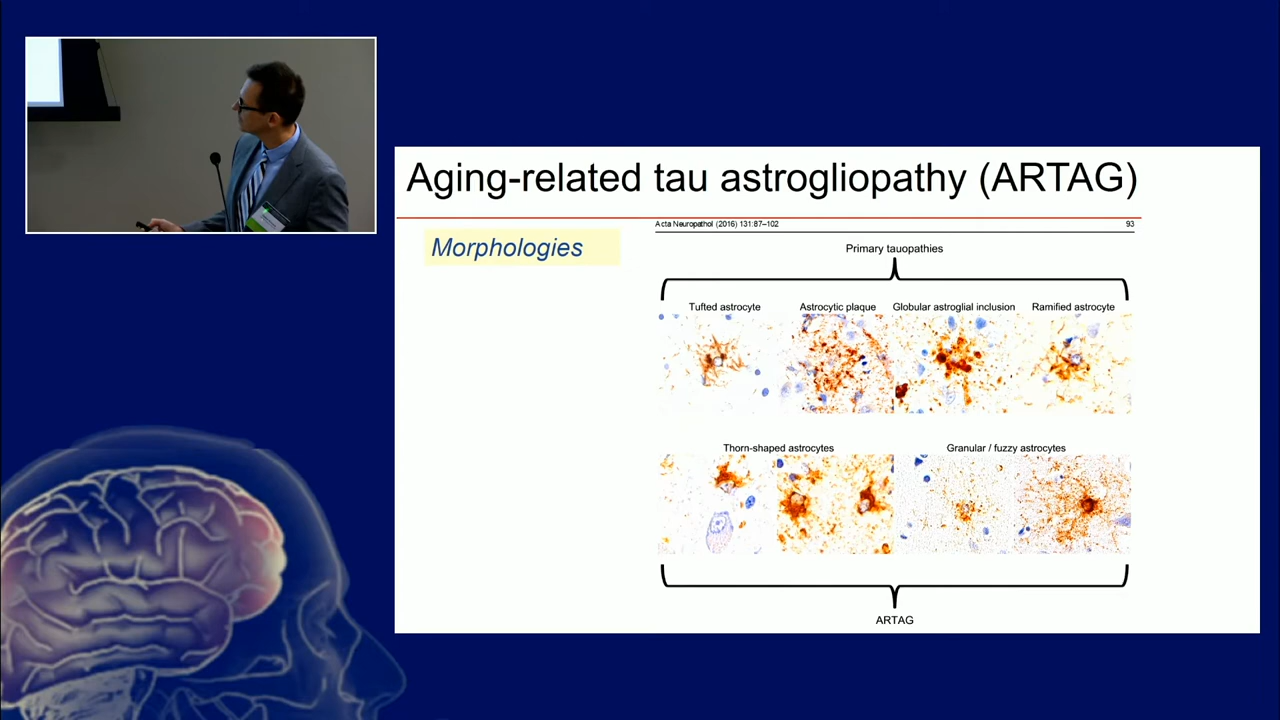 Aging-related tau astrogliopathy (ARTAG)
Acta Neuropathol (2016) 131:87–102 93
Morphologies
Primary tauopathies
Tufted astrocyte Astrocytic plaque Globular astroglial inclusion Ramified astrocyte
Thorn-shaped astrocytes Granular / fuzzy astrocytes
ARTAG